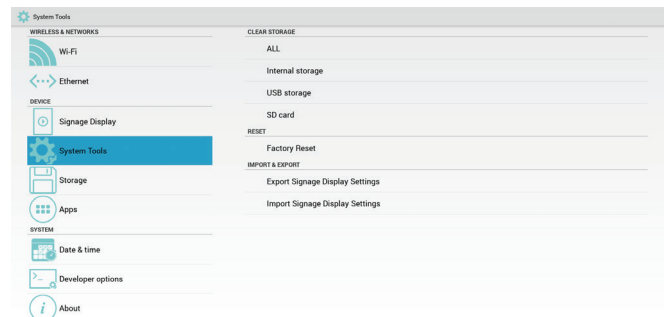 System Tools
WIRELESS & NETWORKS
Wi-Fi
Ethernet
DEVICE
Signage Display
System Tools
Storage
Apps
SYSTEM
Date & time
Developer options
About
CLEAR STORAGE
ALL
Internal storage
USB storage
SD card
RESET
Factory Reset
IMPORT & EXPORT
Export Signage Display Settings
Import Signage Display Settings